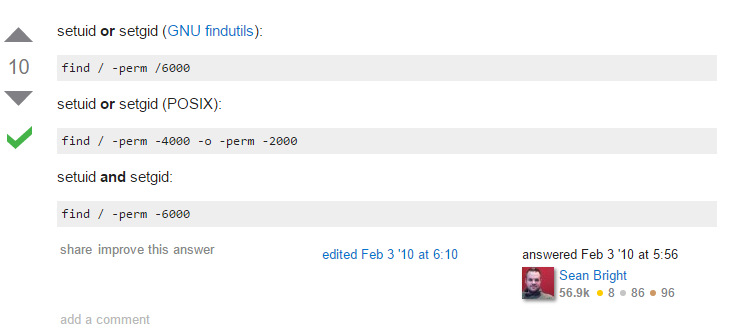 setuid or setgid (GNU findutils):
find / -perm /6000
10
setuid or setgid (POSIX):
find / -perm -4000 -o -perm -2000
setuid and setgid:
find / -perm -6000
share improve this answer
edited Feb 3 '10 at 6:10
answered Feb 3 '10 at 5:56
Sean Bright
56.9k 8 86 96
add a comment